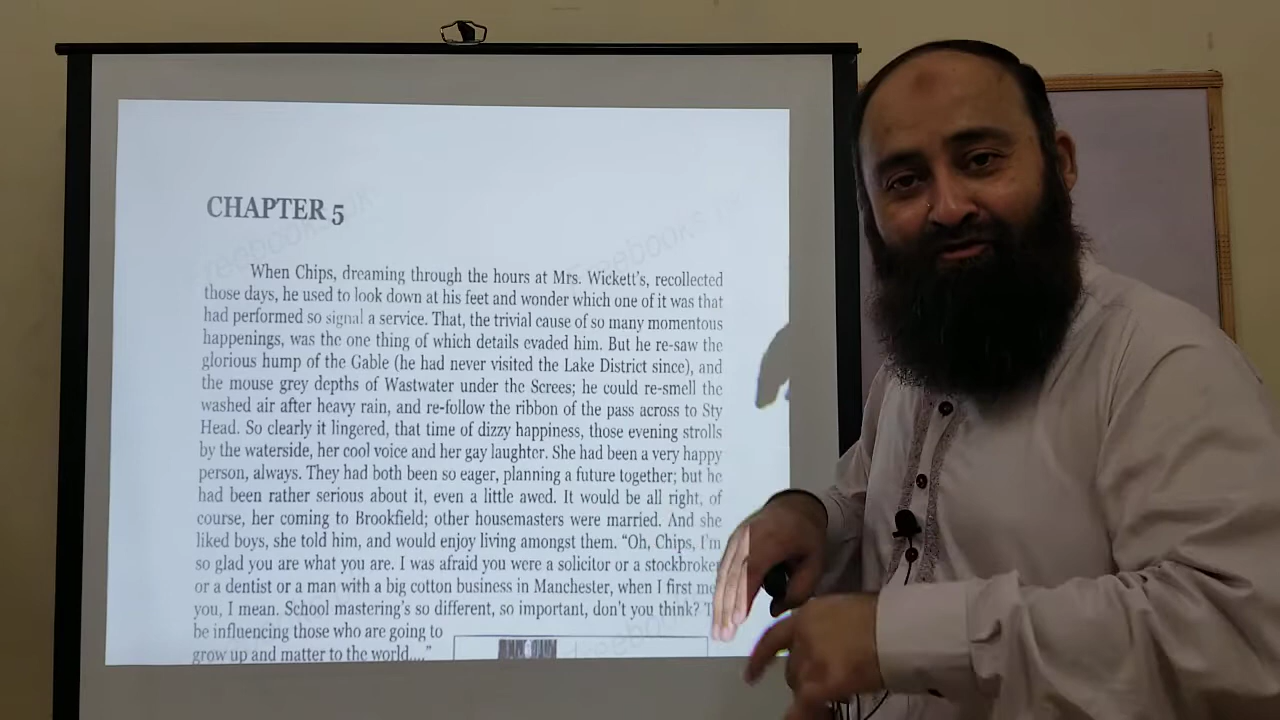 CHAPTER 5
When Chips, dreaming through the hours at Mrs. Wickett's, recollected
those days, he used to look down at his feet and wonder which one of it was that
had performed so signal a service. That, the trivial cause of so many momentous
happenings, was the one thing of which details evaded him. But he re-saw the
glorious hump of the Gable (he had never visited the Lake District since), and
the mouse grey depths of Wastwater under the Screes; he could re-smell the
washed air after heavy rain, and re-follow the ribbon of the pass across to Sty
Head. So clearly it lingered, that time of dizzy happiness, those evening strolls
by the waterside, her cool voice and her gay laughter. She had been a very happy
person, always. They had both been so eager, planning a future together; but he
had been rather serious about it, even a little awed. It would be all right, of
course, her coming to Brookfield; other housemasters were married. And she
liked boys, she told him, and would enjoy living amongst them. "Oh, Chips, I'm
so glad you are what you are. I was afraid you were a solicitor or a stockbroker
or a dentist or a man with a big cotton business in Manchester, when I first
you, I mean. School mastering's so different, so important, don't you think?
be influencing those who are going to
grow up and matter to the world...."